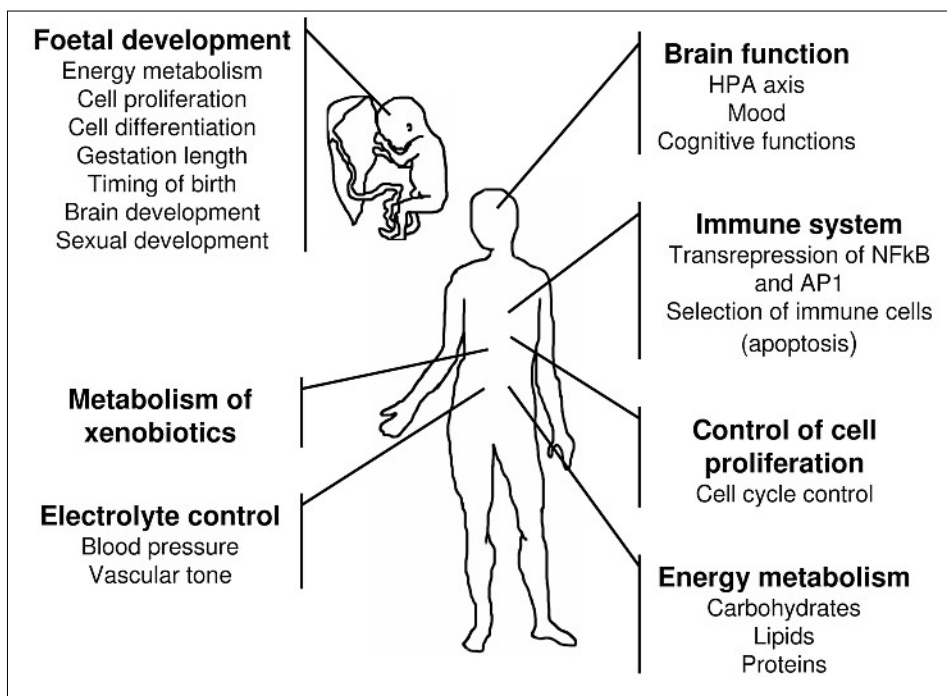 Foetal development
Energy metabolism
Cell proliferation
Cell differentiation
Gestation length
Timing of birth
Brain development
Sexual development
Metabolism of
xenobiotics
Electrolyte control
Blood pressure
Vascular tone
Brain function
HPA axis
Mood
Cognitive functions
Immune system
Transrepression of NFkB
and AP1
Selection of immune cells
(apoptosis)
Control of cell
proliferation
Cell cycle control
Energy metabolism
Carbohydrates
Lipids
Proteins